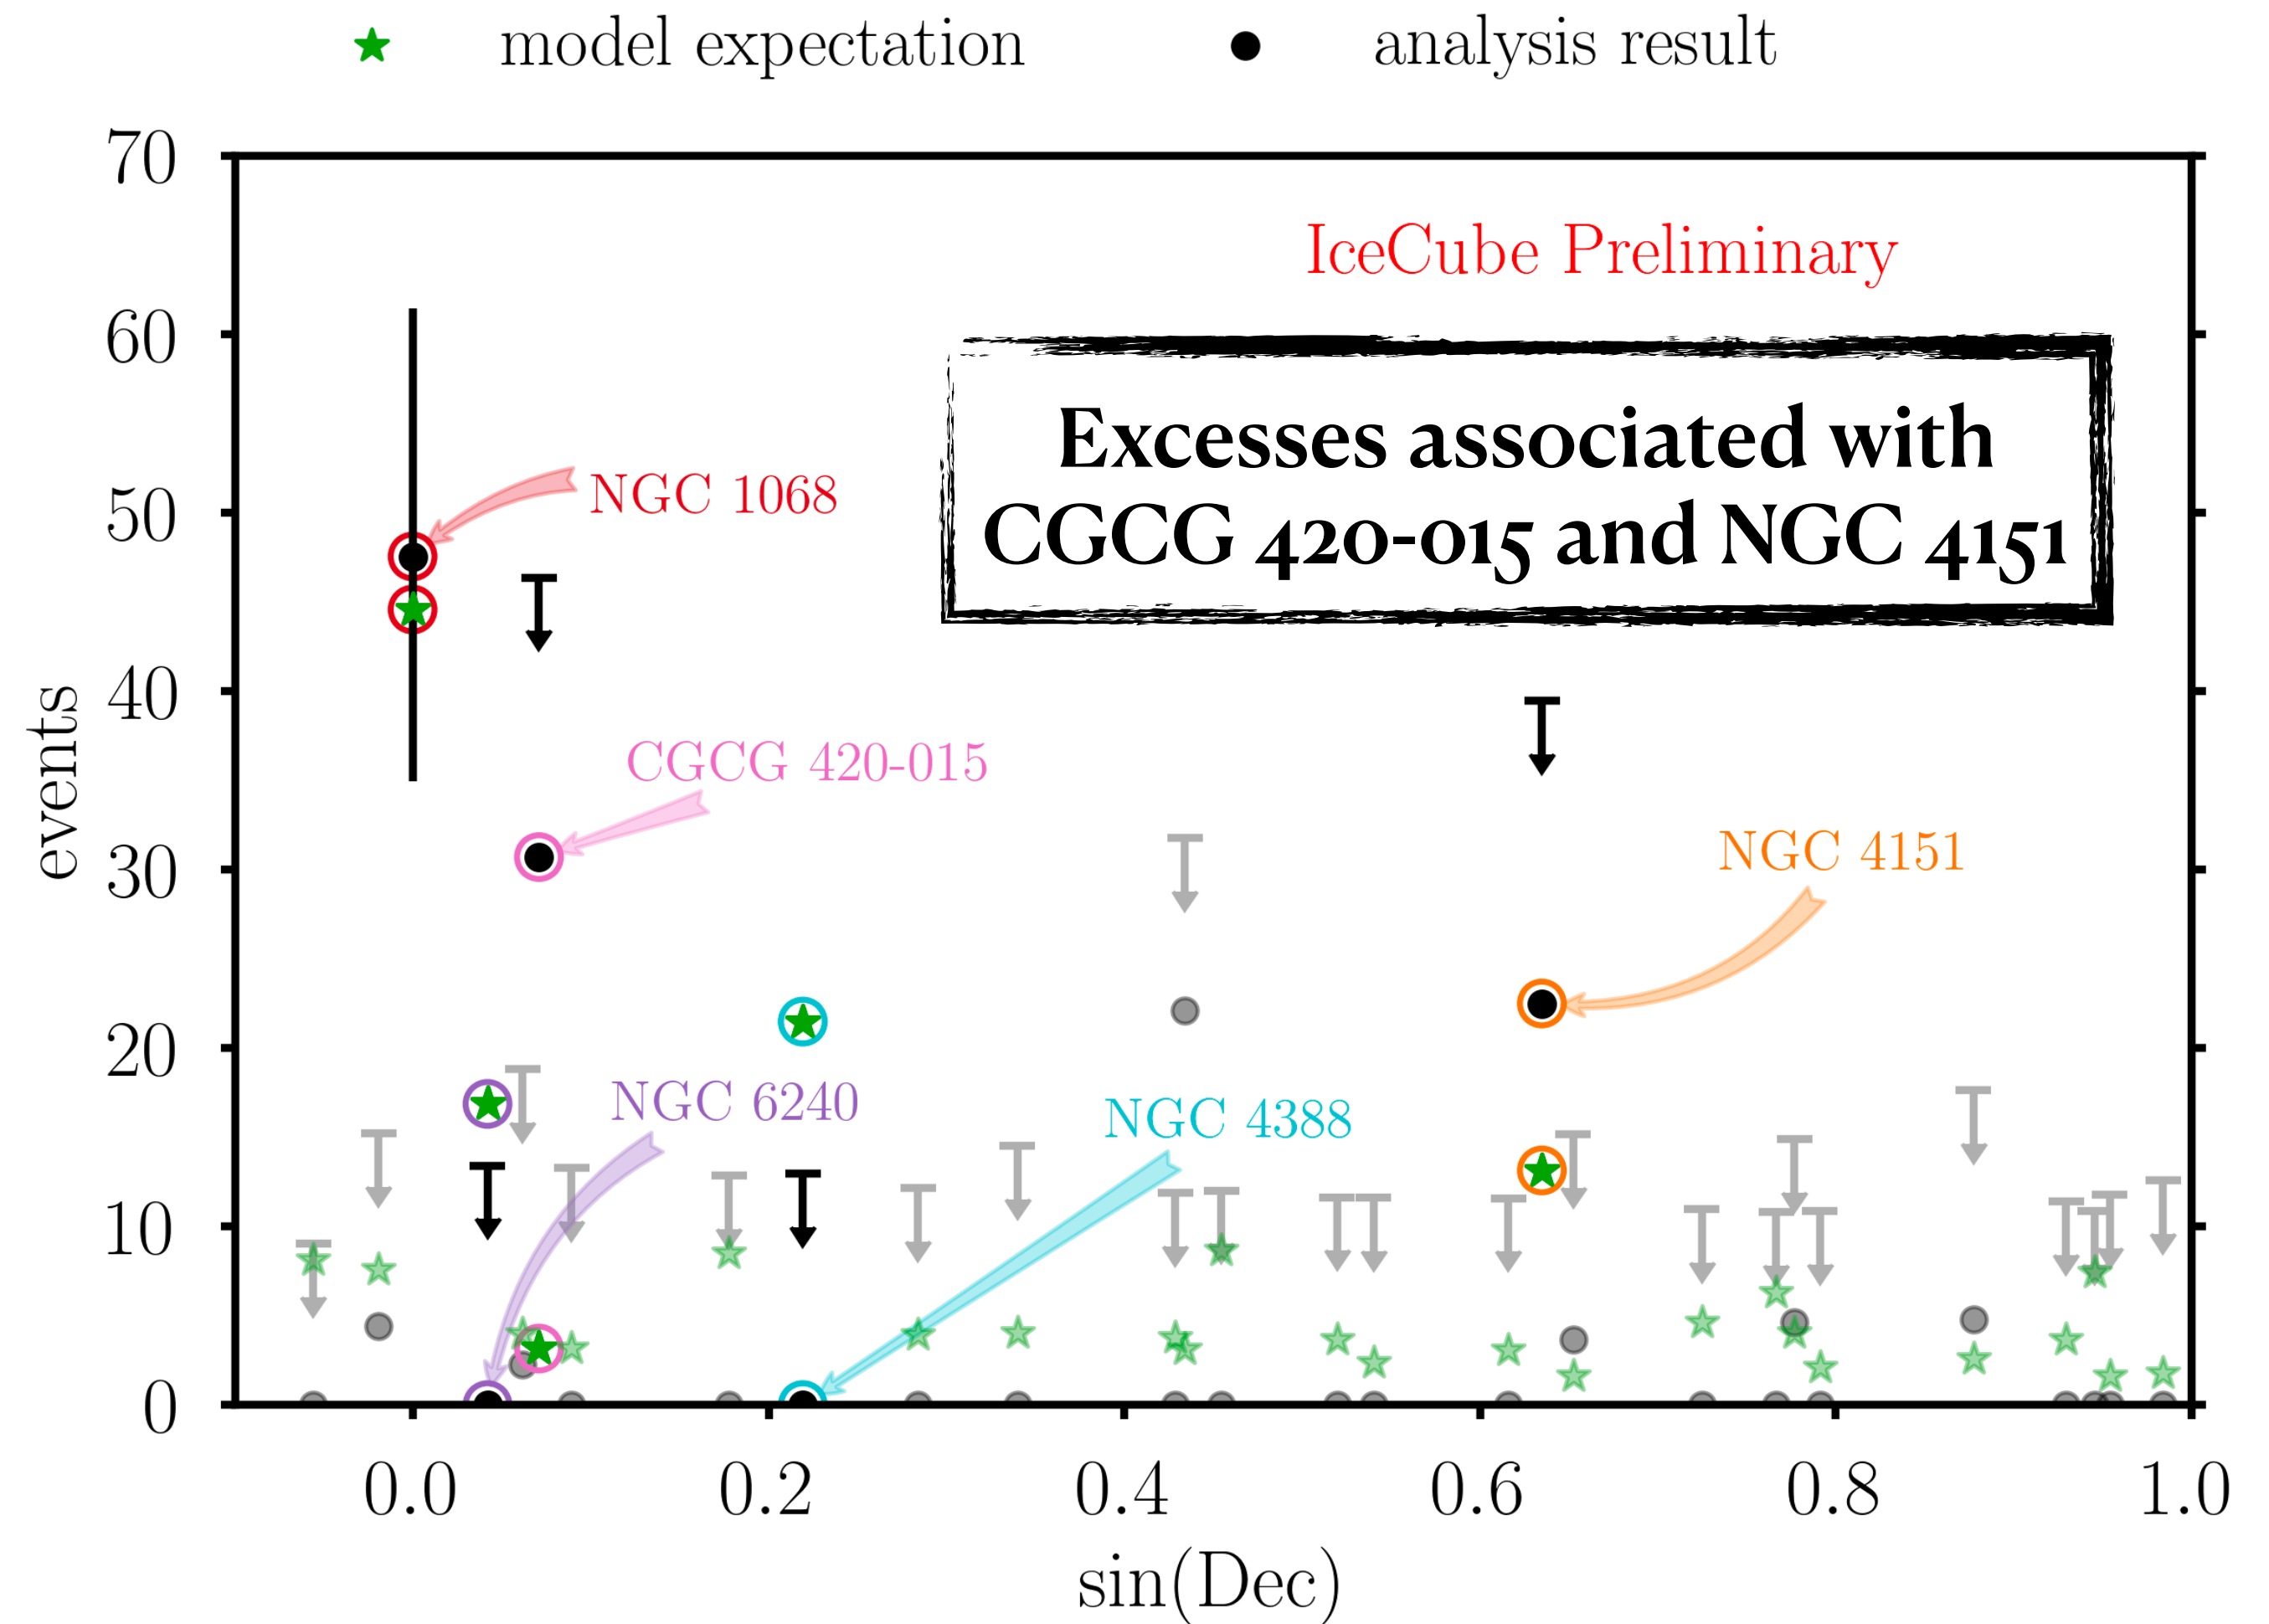 model expectation
analysis result
70
60
50
40
30
20
10
0
events
IceCube Preliminary
Excesses associated with
CGCG 420-015 and NGC 4151
NGC 1068
CGCG 420-015
NGC 4151
NGC 6240
NGC 4388
0.0
0.2
0.4
0.6
0.8
1.0
sin(Dec)